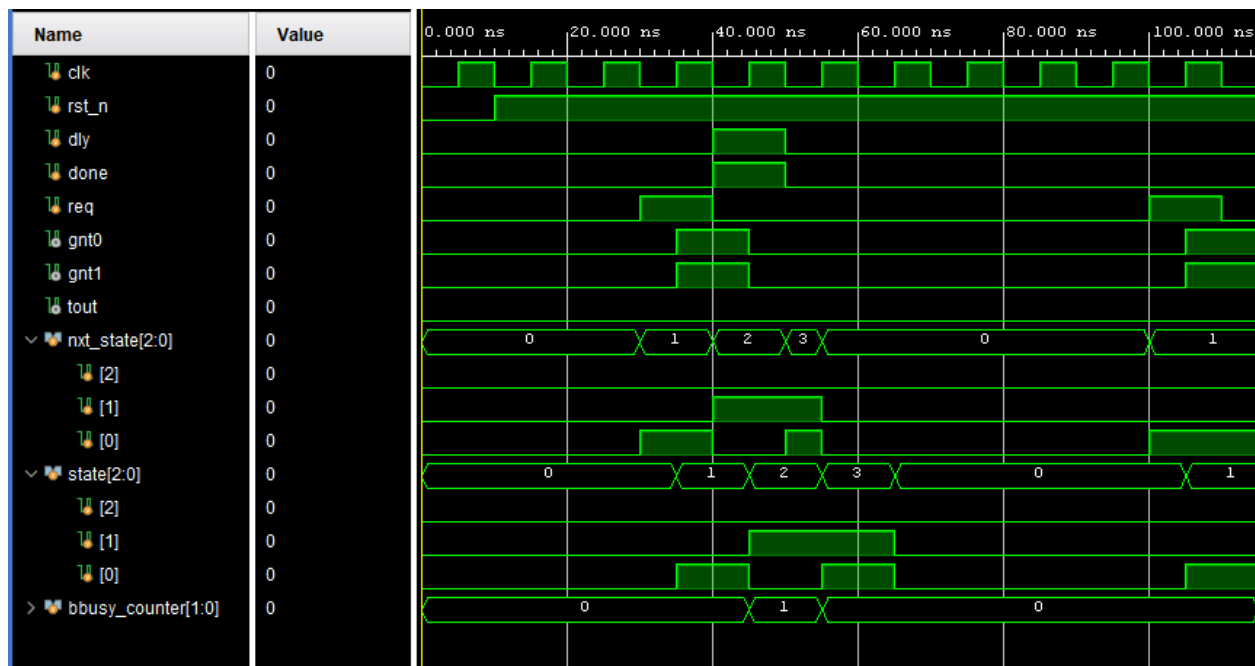 Name Value 0.000 ns 20.000 ns 40.000 ns 60.000 ns 80.000 ns 100.000 ns
clk 0
rst_n 0
dly 0
done 0
req 0
gnt0 0
gnt1 0
tout 0
nxt_state[2:0] 0 0 1 2 3 0 1
[2] 0
[1] 0
[0] 0
state[2:0] 0 0 1 2 3 0 1
[2] 0
[1] 0
[0] 0
bbusy_counter[1:0] 0 0 1 0